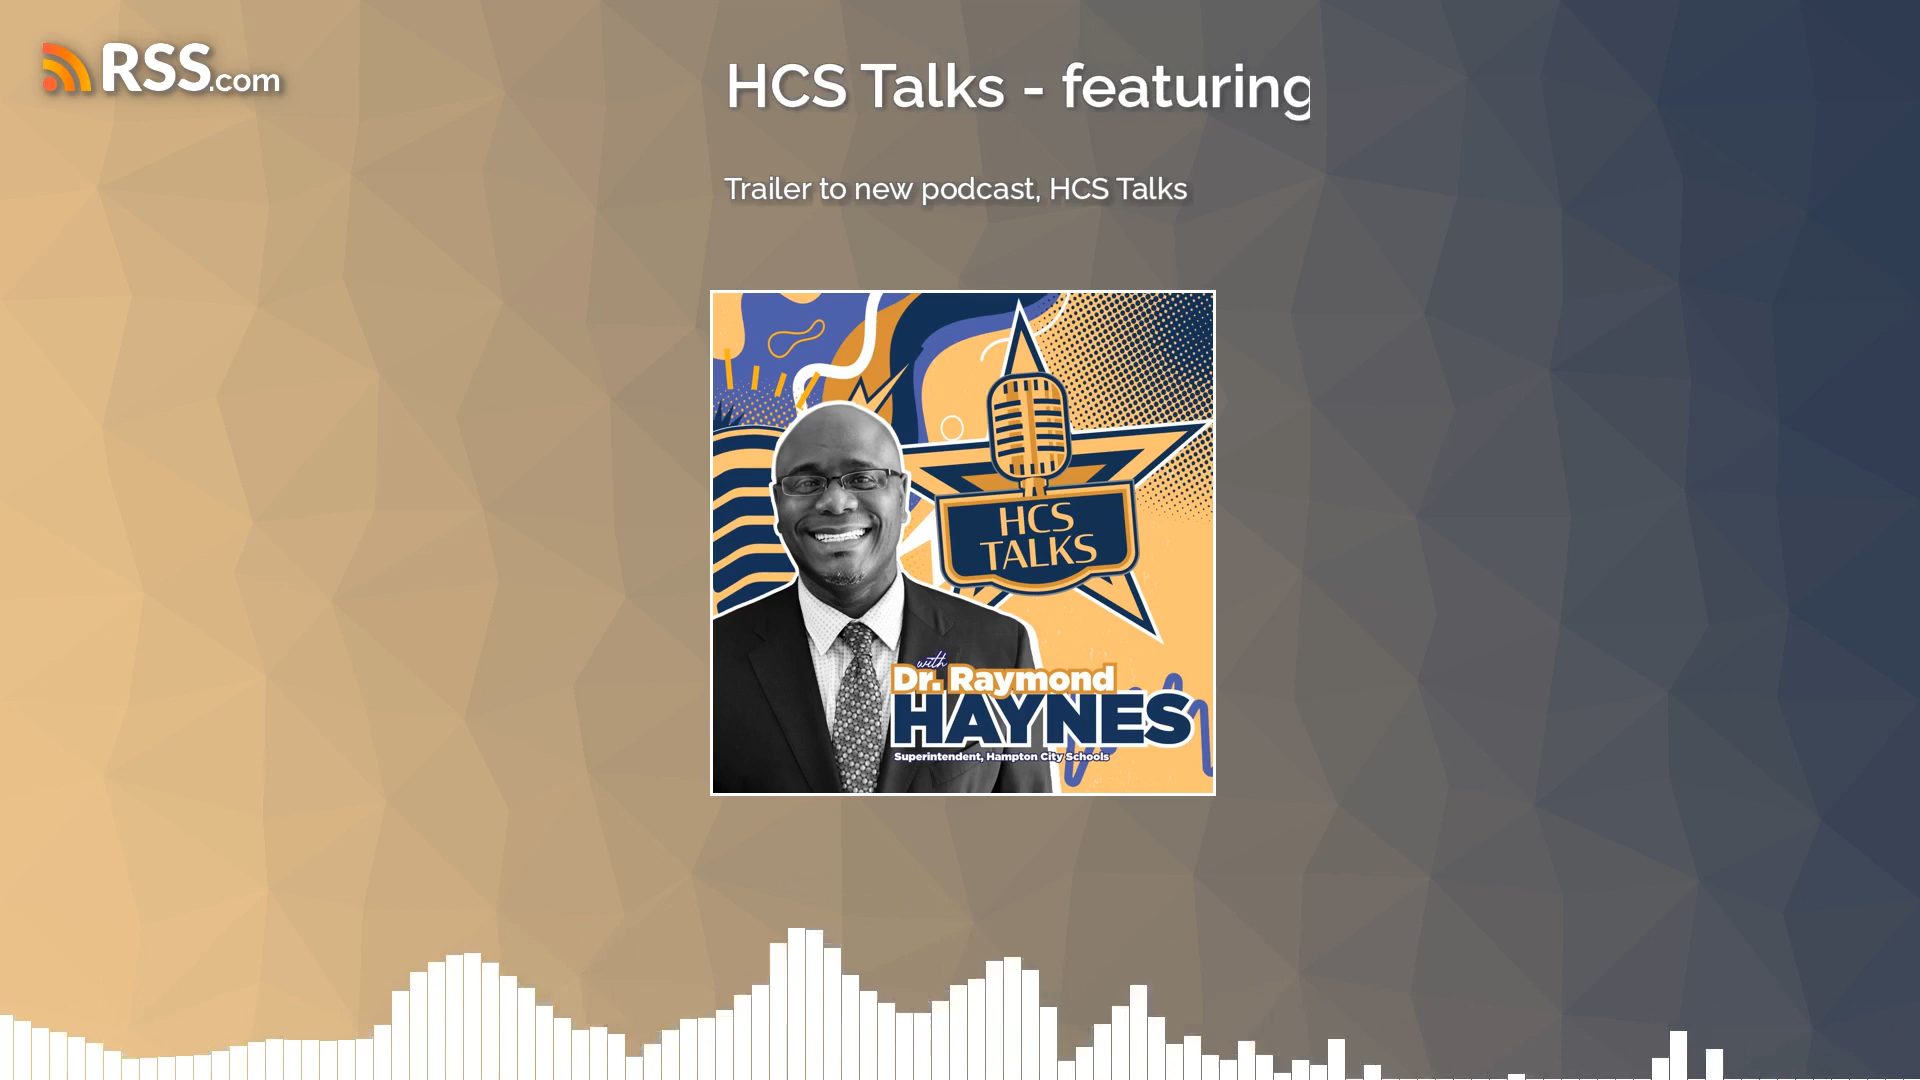 RSS.com
HCS Talks - featuring
Trailer to new podcast, HCS Talks
HCS
TALKS
with
Dr. Raymond
HAYNES
Superintendent, Hampton City Schools